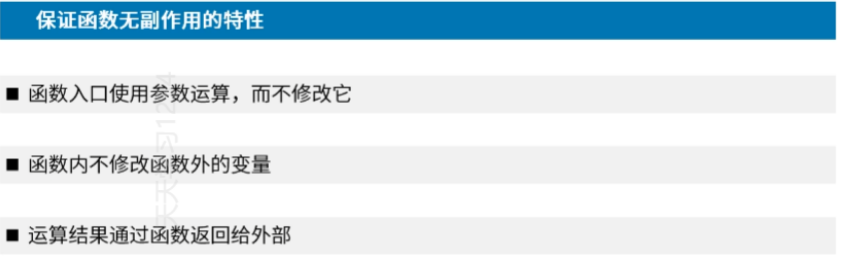 保证函数无副作用的特性
■ 函数入口使用参数运算，而不修改它
■ 函数内不修改函数外的变量
■ 运算结果通过函数返回给外部